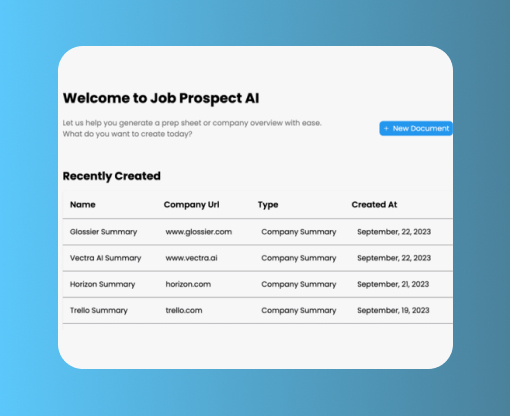 Welcome to Job Prospect AI
Let us help you generate a prep sheet or company overview with ease.
What do you want to create today?
+ New Document
Recently Created
Name Company Url Type Created At
Glossier Summary www.glossier.com Company Summary September, 22, 2023
Vectra AI Summary www.vectra.ai Company Summary September, 22, 2023
Horizon Summary horizon.com Company Summary September, 21, 2023
Trello Summary trello.com Company Summary September, 19, 2023